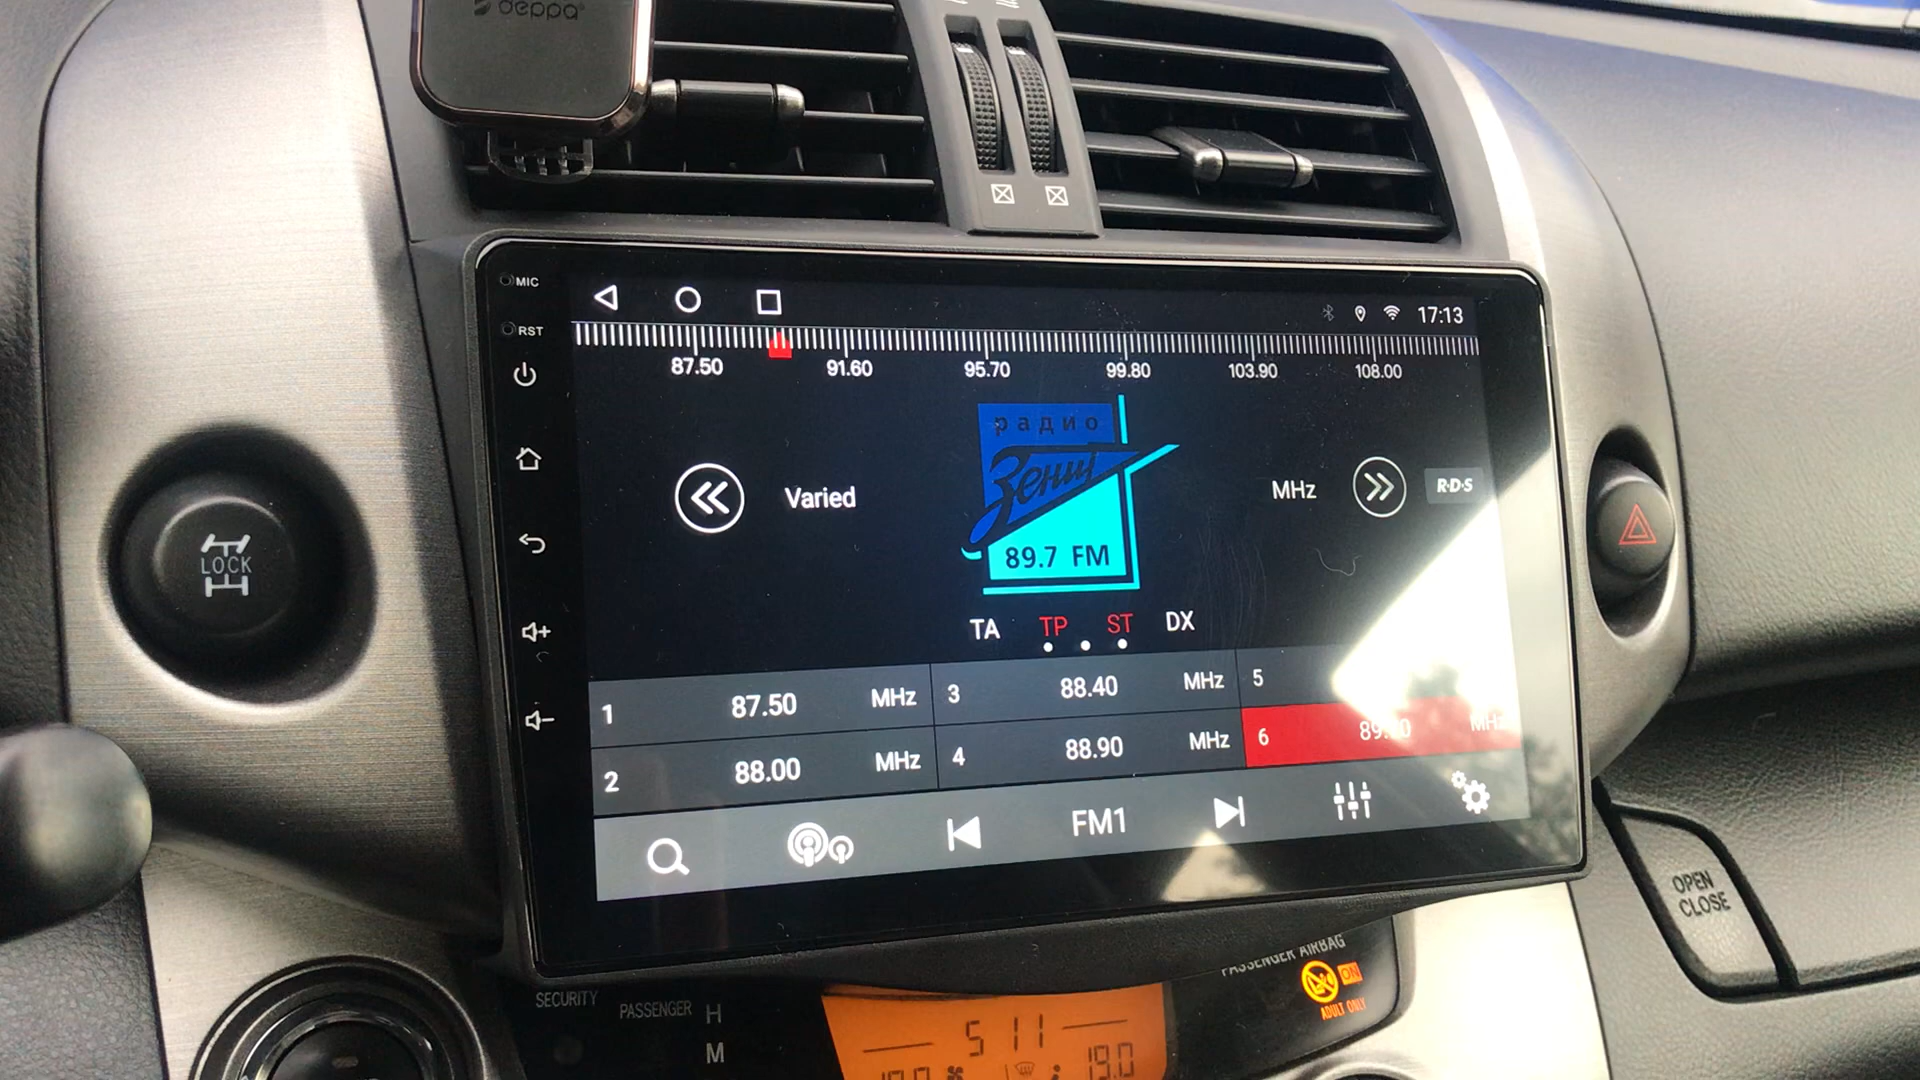 deppa
MIC
RST
17:13
87.50 91.60 95.70 99.80 103.90 108.00
радио
Зенит
89.7 FM
Varied
MHz
R·D·S
LOCK
TA TP ST DX
1 87.50 MHz
3 88.40 MHz
5
2 88.00 MHz
4 88.90 MHz
6 MHz
FM1
OPEN
CLOSE
PASSENGER AIRBAG
ON
ADULT ONLY
SECURITY
PASSENGER
H
M
5 11
19.0